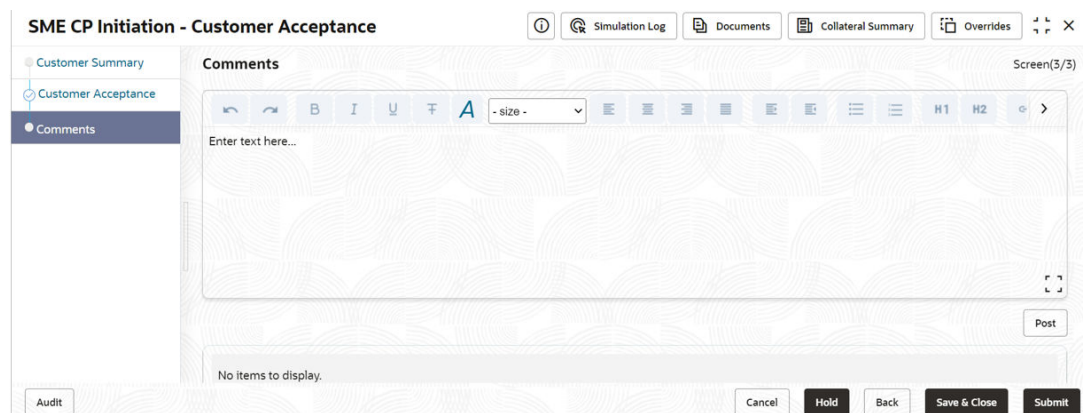 SME CP Initiation - Customer Acceptance
Simulation Log
Documents
Collateral Summary
Overrides
Customer Summary
Customer Acceptance
Comments
Comments
Screen(3/3)
B I U T A - size - H1 H2
Enter text here...
Post
No items to display.
Audit
Cancel
Hold
Back
Save & Close
Submit